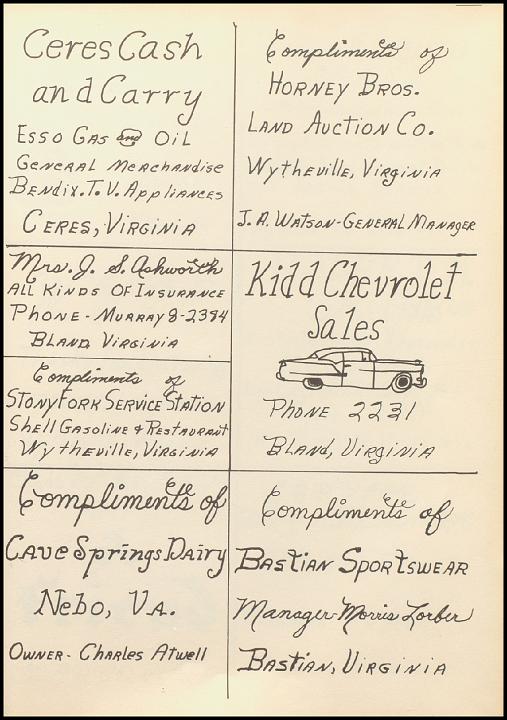 Ceres Cash
and Carry
Esso Gas and Oil
General Merchandise
Bendix. T. V. Appliances
Ceres, Virginia
Mrs. J. S. Ashworth
All Kinds Of Insurance
Phone - Murray 8-2394
Bland, Virginia
Compliments of
Stony Fork Service Station
Shell Gasoline & Restaurant
Wytheville, Virginia
Compliments of
Cave Springs Dairy
Nebo, Va.
Owner - Charles Atwell
Compliments of
Horney Bros.
Land Auction Co.
Wytheville, Virginia
J. A. Watson - General Manager
Kidd Chevrolet
Sales
Phone 2231
Bland, Virginia
Compliments of
Bastian Sportswear
Manager - Morris Lorber
Bastian, Virginia